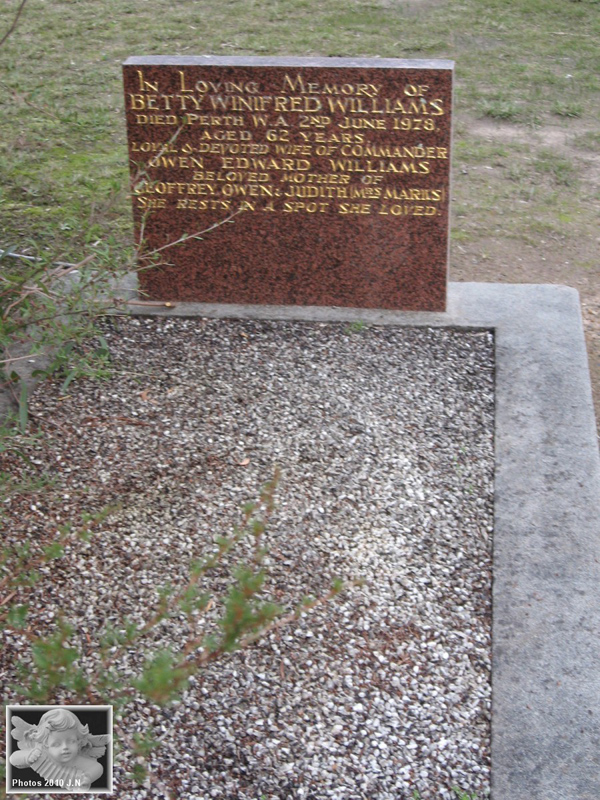 In Loving Memory of
BETTY WINIFRED WILLIAMS
DIED PERTH W.A. 2ND JUNE 1978
AGED 62 YEARS
LOYAL & DEVOTED WIFE OF COMMANDER
OWEN EDWARD WILLIAMS
BELOVED MOTHER OF
GEOFFREY, OWEN & JUDITH (MRS MARKS)
SHE RESTS IN A SPOT SHE LOVED.
Photos 2010 J.N